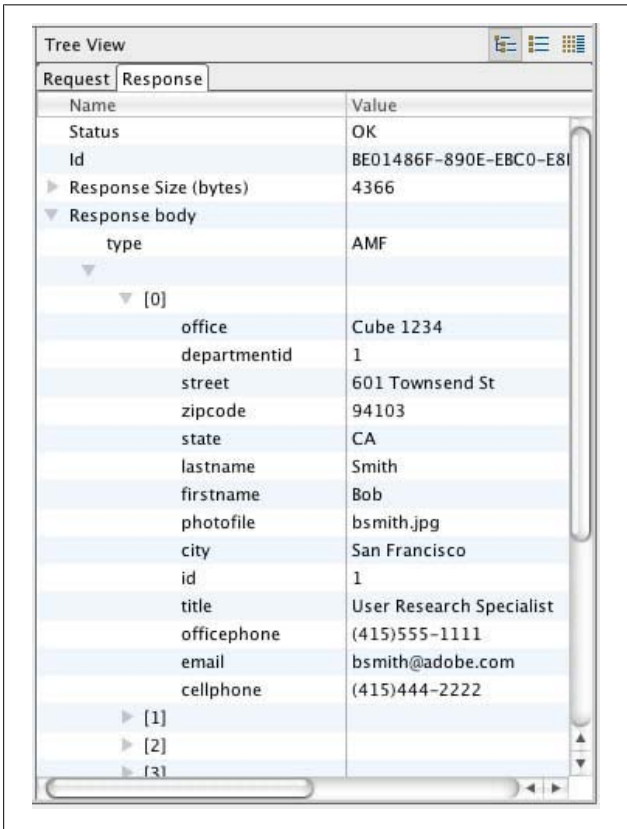 Tree View
Request Response
Name Value
Status OK
Id BE01486F-890E-EBC0-E8
Response Size (bytes) 4366
Response body
type AMF
[0]
office Cube 1234
departmentid 1
street 601 Townsend St
zipcode 94103
state CA
lastname Smith
firstname Bob
photofile bsmith.jpg
city San Francisco
id 1
title User Research Specialist
officephone (415)555-1111
email bsmith@adobe.com
cellphone (415)444-2222
[1]
[2]
[3]